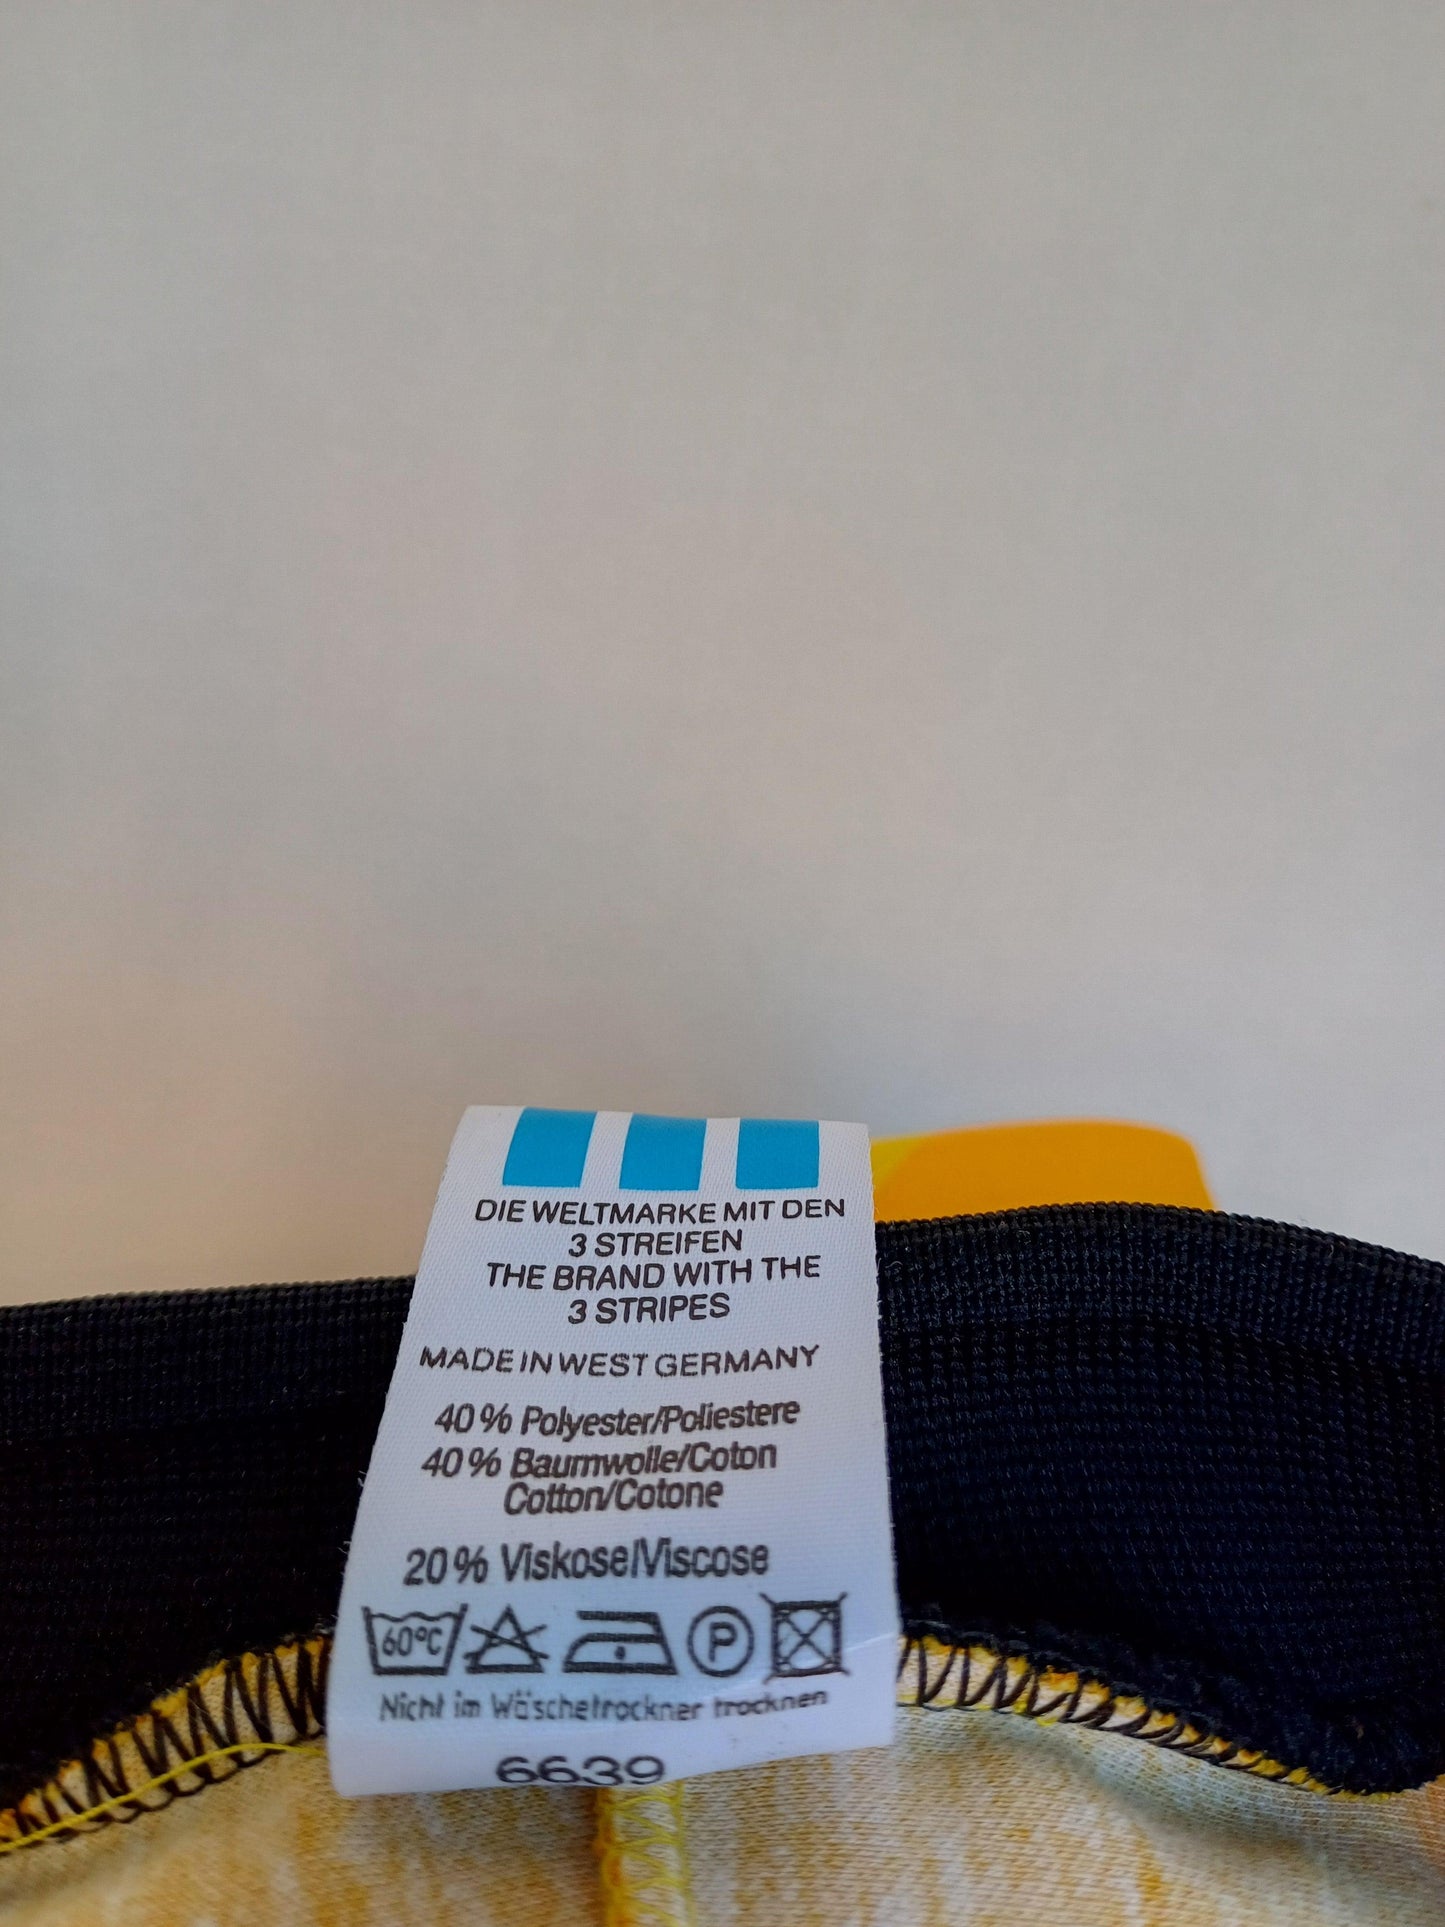 DIE WELTMARKE MIT DEN
3 STREIFEN
THE BRAND WITH THE
3 STRIPES
MADE IN WEST GERMANY
40% Polyester/Poliestere
40% Baumwolle/Coton
Cotton/Cotone
20% Viskose/Viscose
60°C P
Nicht im Wäschetrockner trocknen
6639